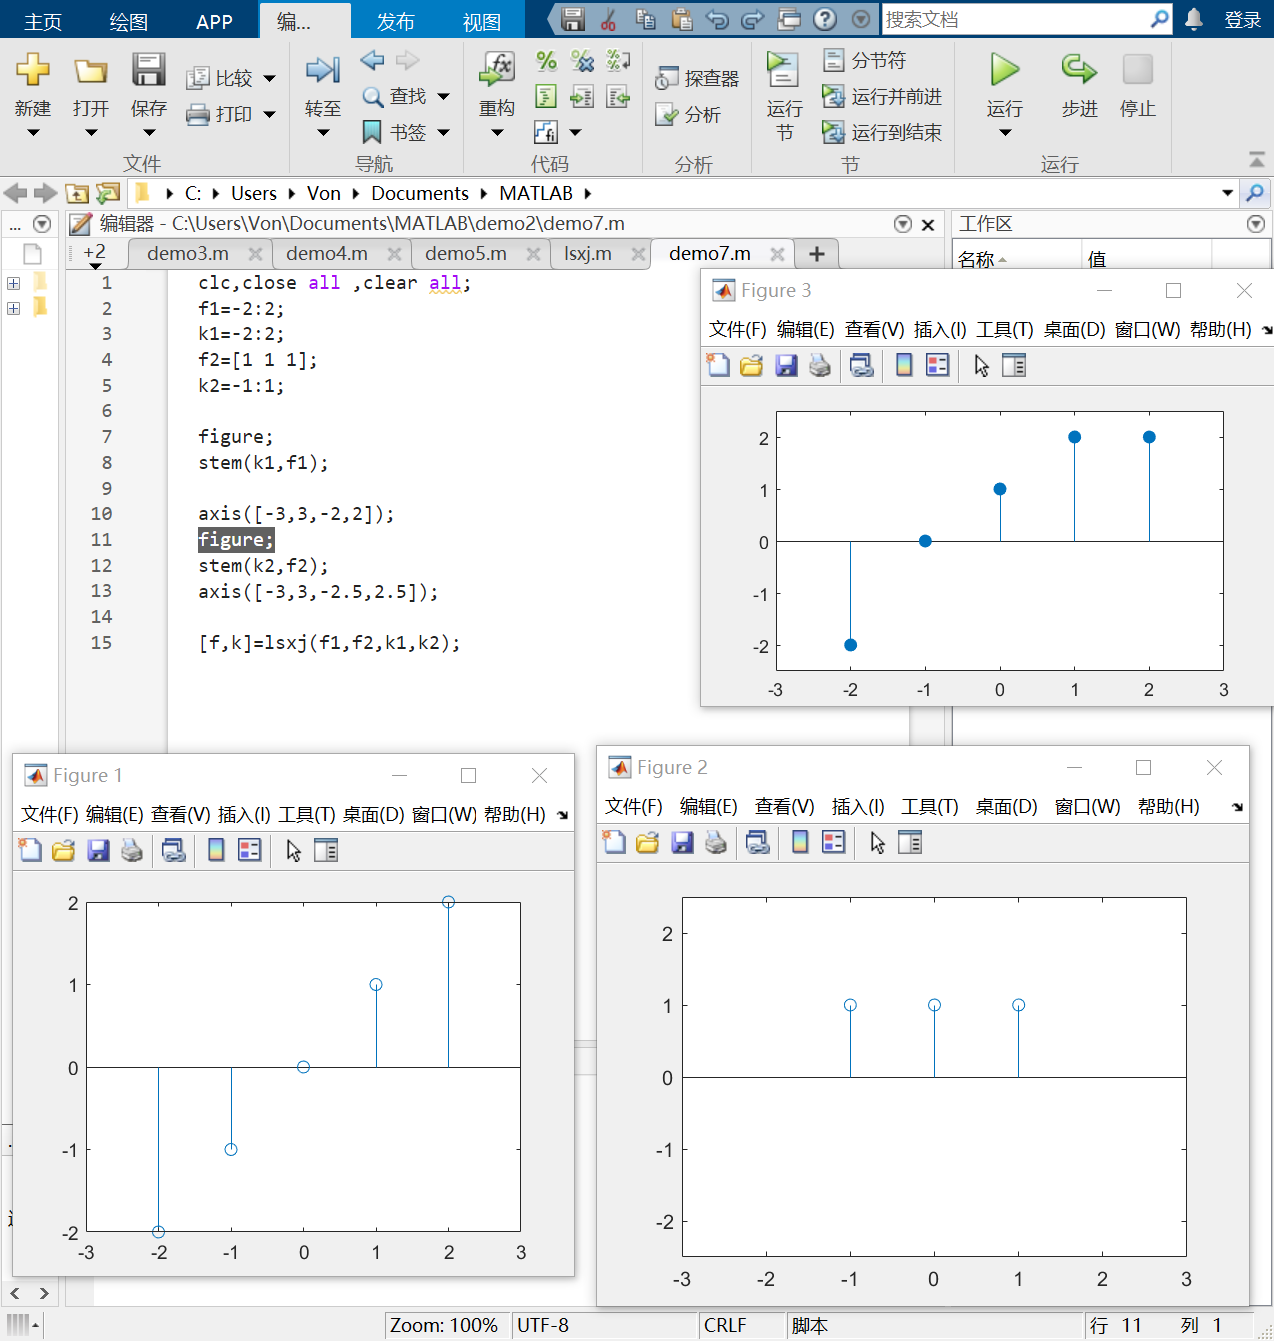 主页 绘图 APP 编... 发布 视图 搜索文档 登录
新建 打开 保存 比较 打印 转至 查找 书签 重构 探查器 分析 运行节 分节符 运行并前进 运行到结束 运行 步进 停止
文件 导航 代码 分析 节 运行
C: Users Von Documents MATLAB
... 编辑器 - C:\Users\Von\Documents\MATLAB\demo2\demo7.m 工作区
+2 demo3.m demo4.m demo5.m lsxj.m demo7.m +
名称 值
1 clc,close all ,clear all;
2 f1=-2:2;
3 k1=-2:2;
4 f2=[1 1 1];
5 k2=-1:1;
6
7 figure;
8 stem(k1,f1);
9
10 axis([-3,3,-2,2]);
11 figure;
12 stem(k2,f2);
13 axis([-3,3,-2.5,2.5]);
14
15 [f,k]=lsxj(f1,f2,k1,k2);
Figure 3
文件(F) 编辑(E) 查看(V) 插入(I) 工具(T) 桌面(D) 窗口(W) 帮助(H)
2
1
0
-1
-2
-3 -2 -1 0 1 2 3
Figure 1
文件(F) 编辑(E) 查看(V) 插入(I) 工具(T) 桌面(D) 窗口(W) 帮助(H)
2
1
0
-1
-2
-3 -2 -1 0 1 2 3
Figure 2
文件(F) 编辑(E) 查看(V) 插入(I) 工具(T) 桌面(D) 窗口(W) 帮助(H)
2
1
0
-1
-2
-3 -2 -1 0 1 2 3
Zoom: 100% UTF-8 CRLF 脚本 行 11 列 1